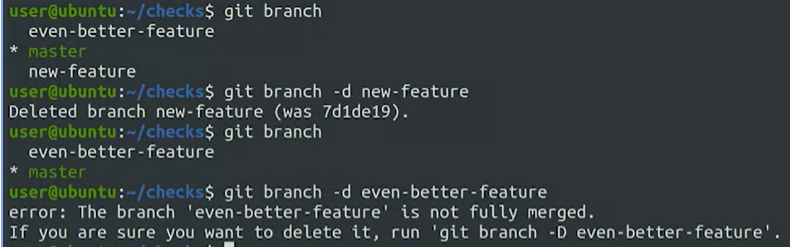 user@ubuntu:~/checks$ git branch
  even-better-feature
* master
  new-feature
user@ubuntu:~/checks$ git branch -d new-feature
Deleted branch new-feature (was 7d1de19).
user@ubuntu:~/checks$ git branch
  even-better-feature
* master
user@ubuntu:~/checks$ git branch -d even-better-feature
error: The branch 'even-better-feature' is not fully merged.
If you are sure you want to delete it, run 'git branch -D even-better-feature'.
user@ubuntu:~/checks$